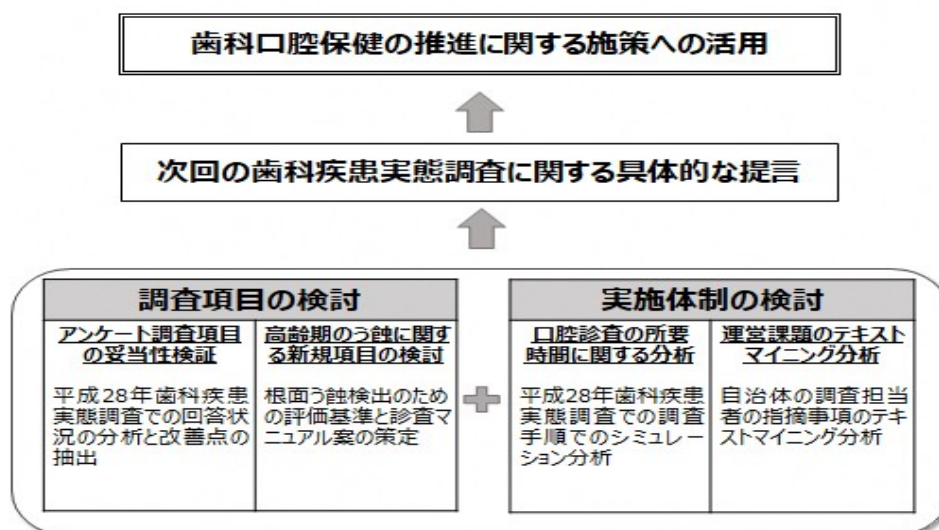 歯科口腔保健の推進に関する施策への活用
次回の歯科疾患実態調査に関する具体的な提言
調査項目の検討
アンケート調査項目
の妥当性検証
平成28年歯科疾患
実態調査での回答状
況の分析と改善点の
抽出
高齢期のう蝕に関す
る新規項目の検討
根面う蝕検出のため
の評価基準と診査マ
ニュアル案の策定
実施体制の検討
口腔診査の所要
時間に関する分析
平成28年歯科疾患
実態調査での調査
手順でのシミュレー
ション分析
運営課題のテキスト
マイニング分析
自治体の調査担当
者の指摘事項のテキ
ストマイニング分析